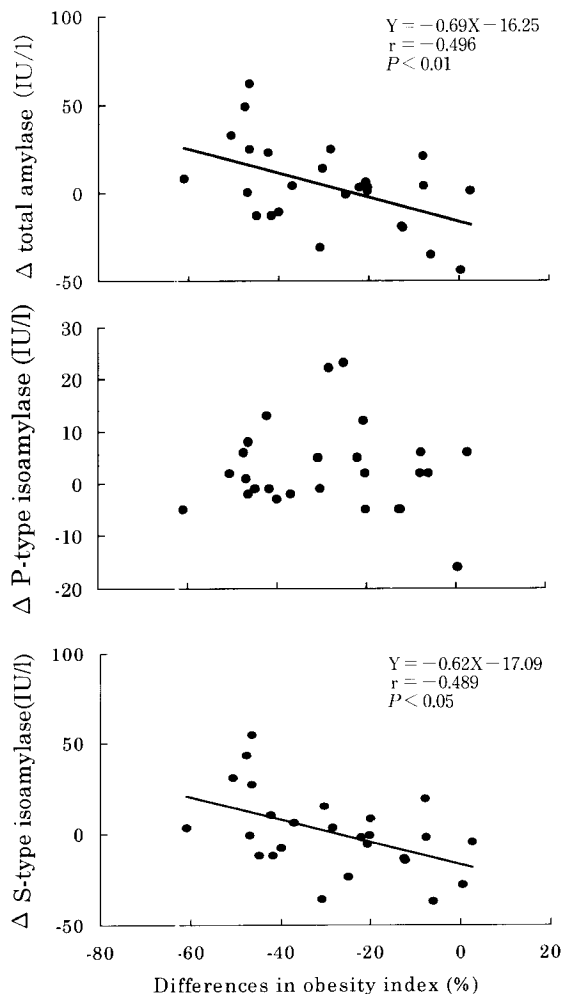 100
50
0
-50
Δ total amylase (IU/l)
Y = -0.69X - 16.25
r = -0.496
P < 0.01
30
20
10
0
-10
-20
Δ P-type isoamylase (IU/l)
100
50
0
-50
Δ S-type isoamylase(IU/l)
Y = -0.62X - 17.09
r = -0.489
P < 0.05
-80 -60 -40 -20 0 20
Differences in obesity index (%)